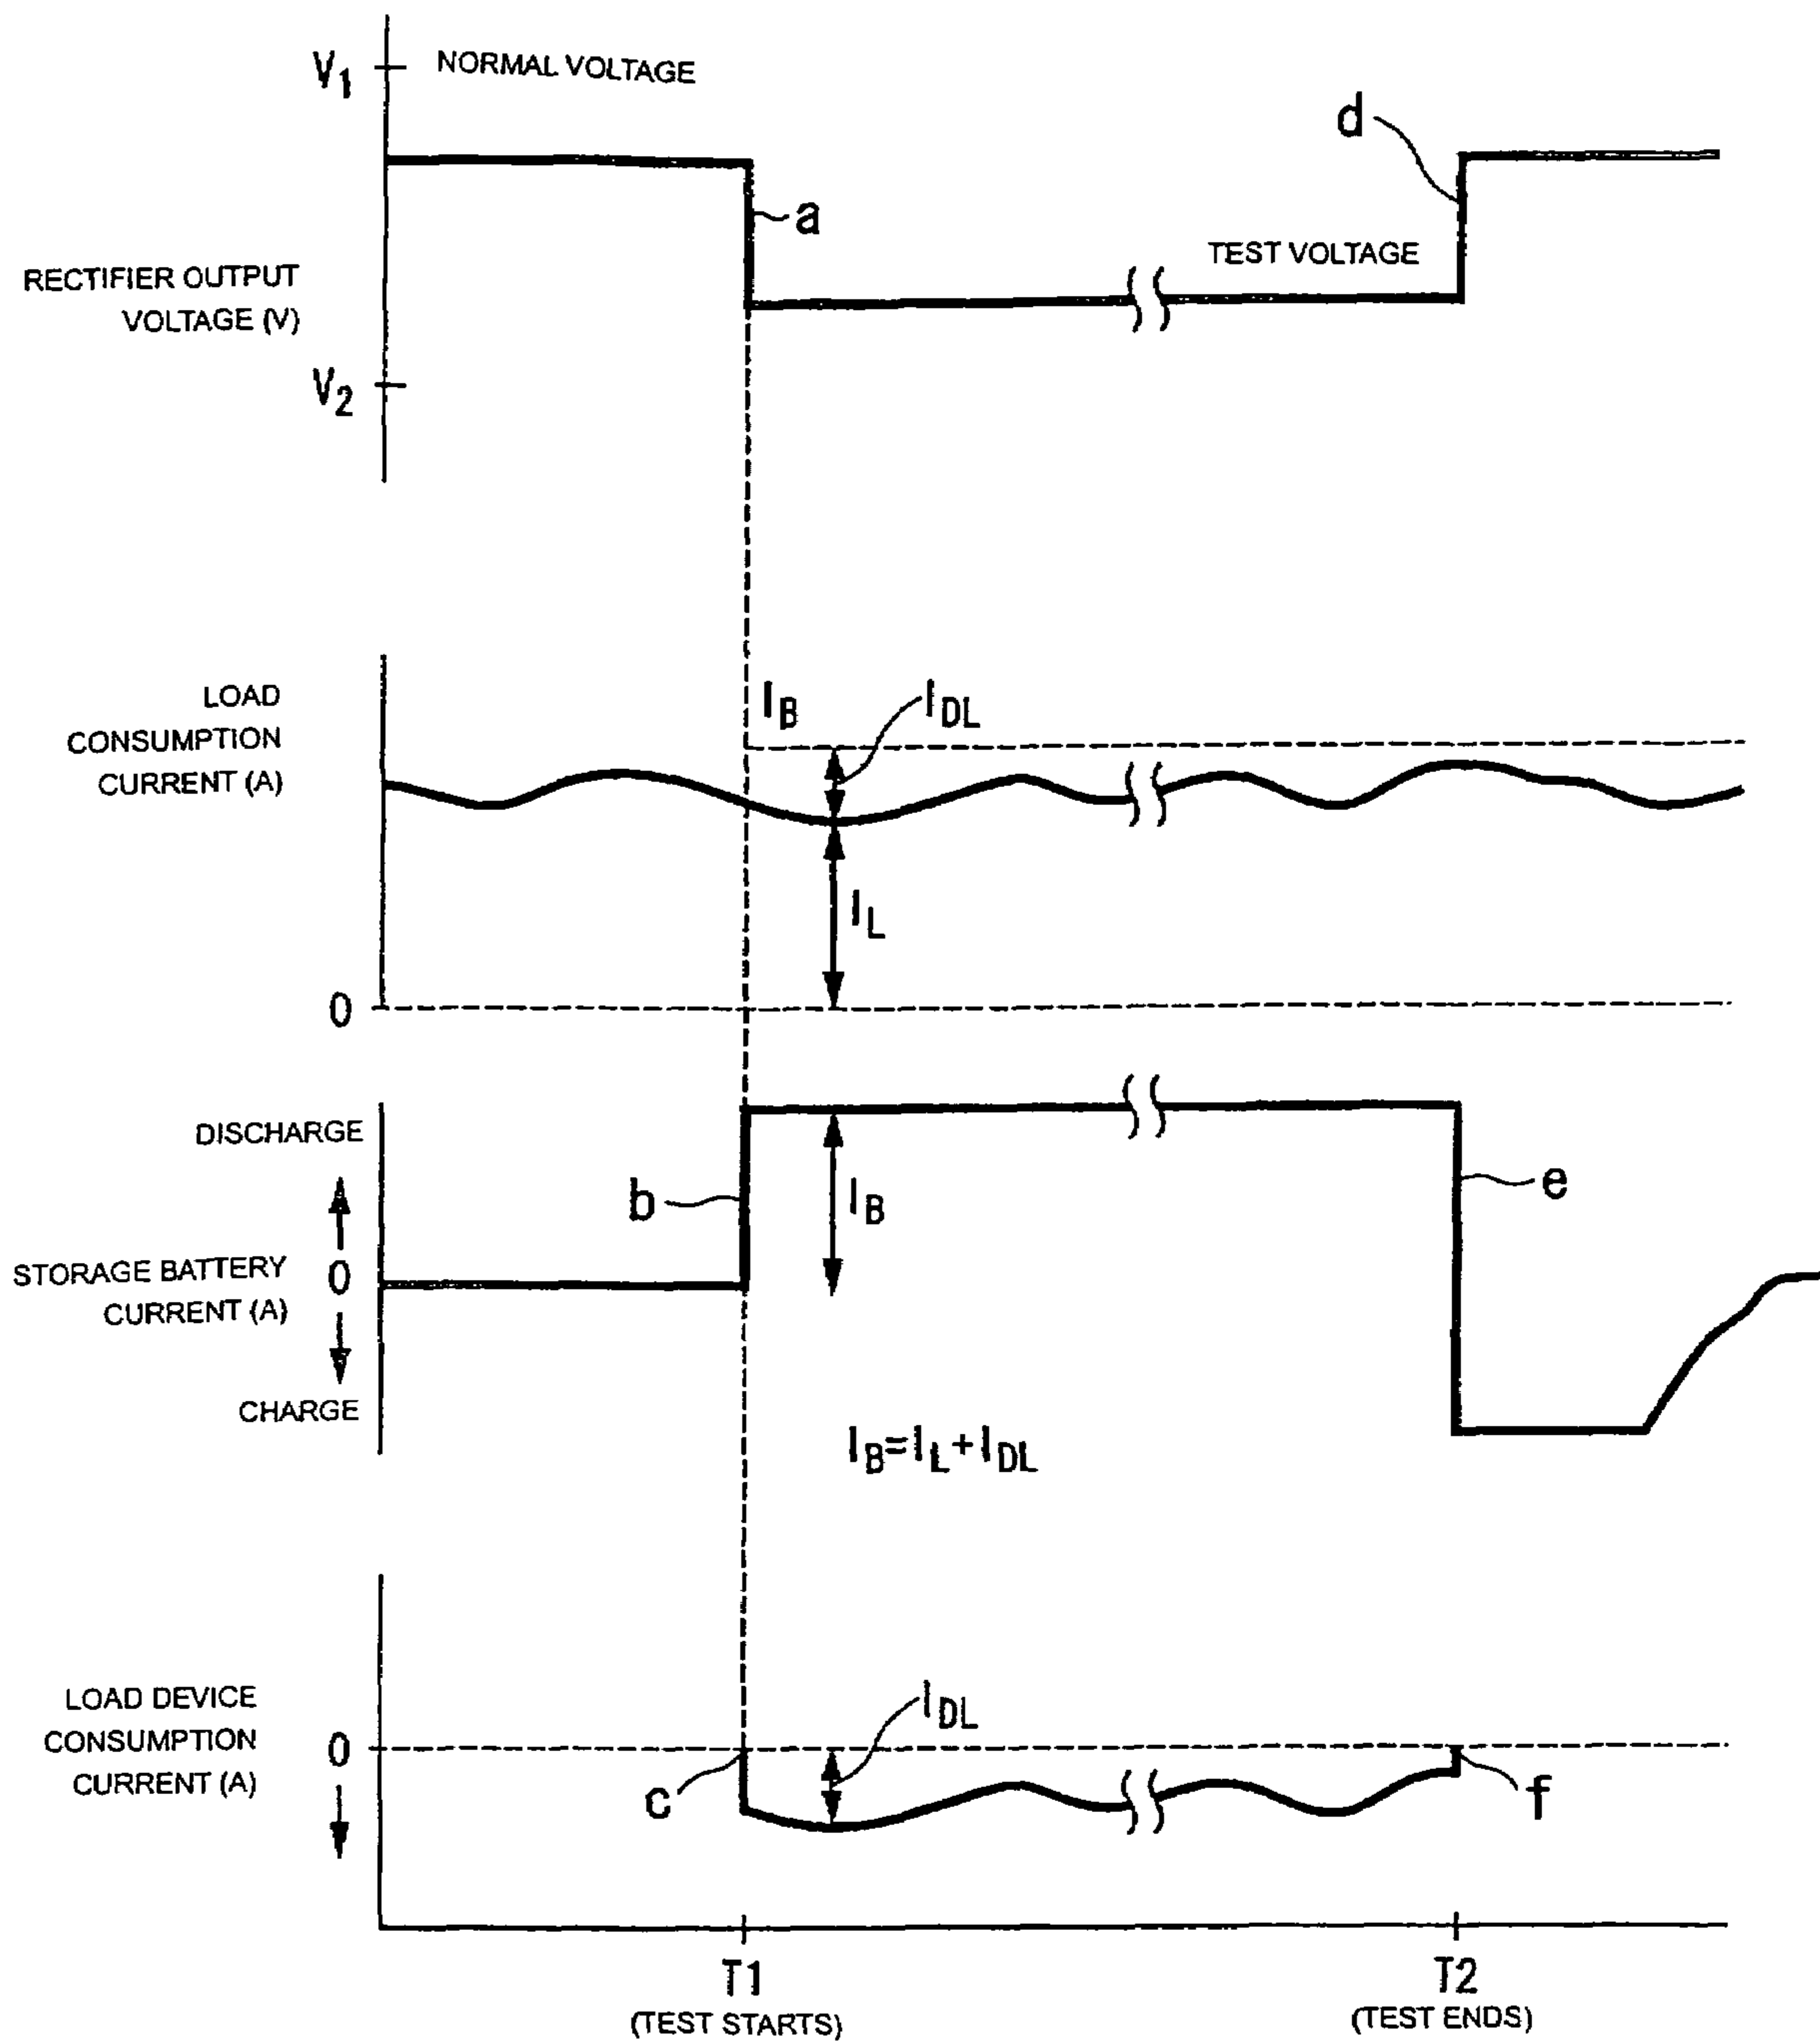 V1 NORMAL VOLTAGE
d
a
TEST VOLTAGE
RECTIFIER OUTPUT
VOLTAGE (V)
V2
LOAD
CONSUMPTION
CURRENT (A)
IB
IDL
IL
0
DISCHARGE
b
IB
e
STORAGE BATTERY
CURRENT (A)
0
CHARGE
IB=IL+IDL
LOAD DEVICE
CONSUMPTION
CURRENT (A)
0
IDL
c
f
T1
(TEST STARTS)
T2
(TEST ENDS)